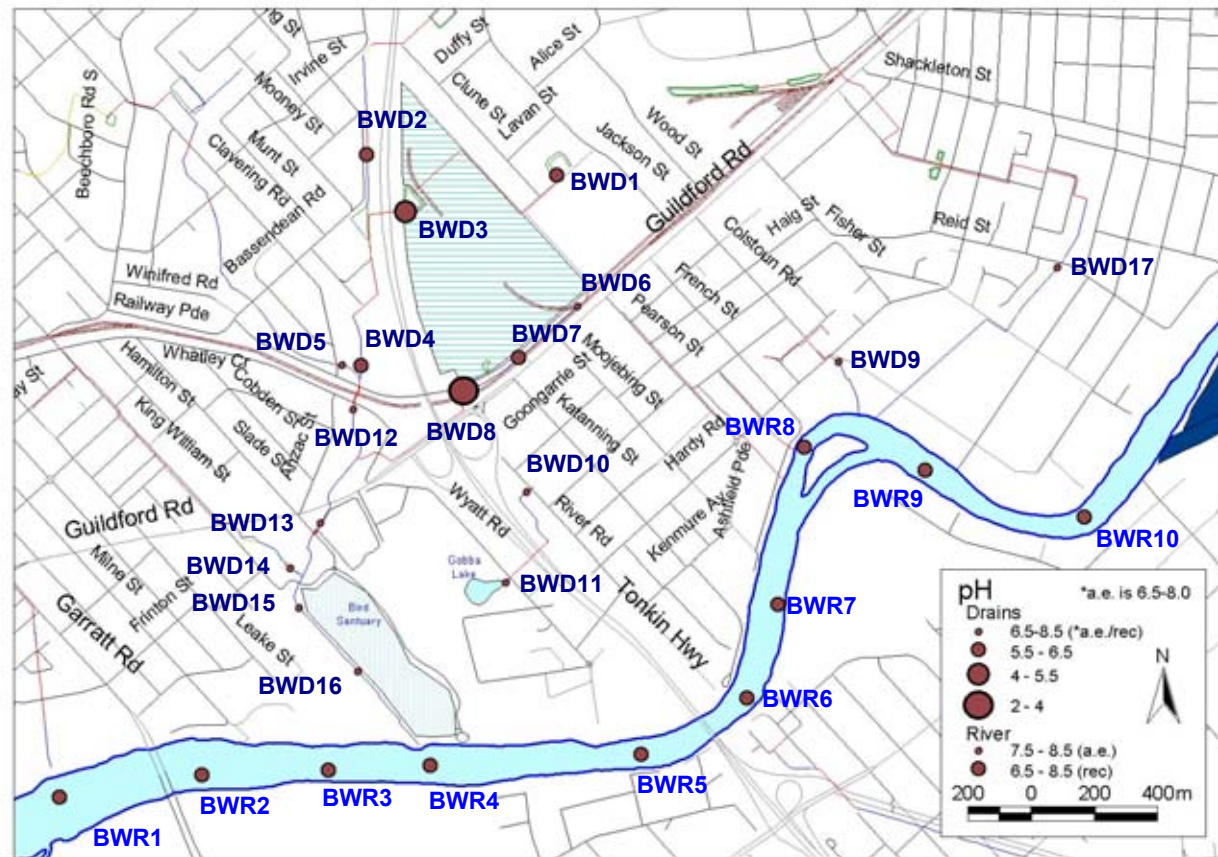 Duffy St
Alice St
Irvine St
Clune St
Shackleton St
Mooney St
Lavan St
Beechboro Rd S
BWD2
Wood St
Munt St
Jackson St
Clavering Rd
BWD1
Guildford Rd
Bassendean Rd
BWD3
Haig St
Fisher St
Reid St
Colstoun Rd
Winifred Rd
BWD6
French St
BWD17
Railway Pde
Pearson St
BWD5
BWD4
BWD7
Moojebing St
BWD9
Whatley Cr
Hamilton St
Cobden St
Goongarrie St
BWD8
Katanning St
King William St
Slade St
Anzac St
BWD12
Hardy Rd
BWR8
BWD10
Ashfield Pde
BWR9
Wyatt Rd
River Rd
Kenmure Av
Guildford Rd
BWD13
BWR10
Milne St
BWD14
Gobba
Lake
BWD11
Tonkin Hwy
Frinton St
BWD15
Bird
Santuary
BWR7
Garratt Rd
Leake St
BWD16
BWR6
BWR5
BWR2
BWR3
BWR4
BWR1
pH
*a.e. is 6.5-8.0
Drains
6.5-8.5 (*a.e./rec)
5.5 - 6.5
4 - 5.5
2 - 4
N
River
7.5 - 8.5 (a.e.)
6.5 - 8.5 (rec)
200 0 200 400m